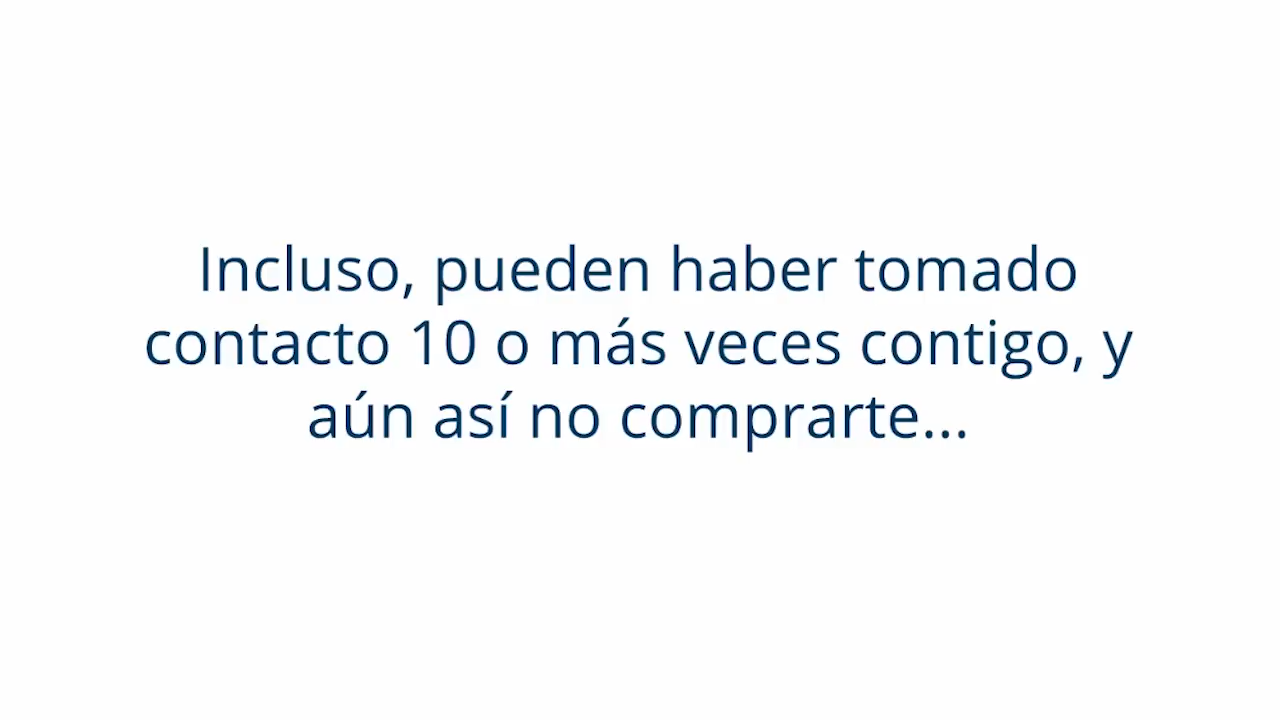 Incluso, pueden haber tomado
contacto 10 o más veces contigo, y
aún así no comprarte...